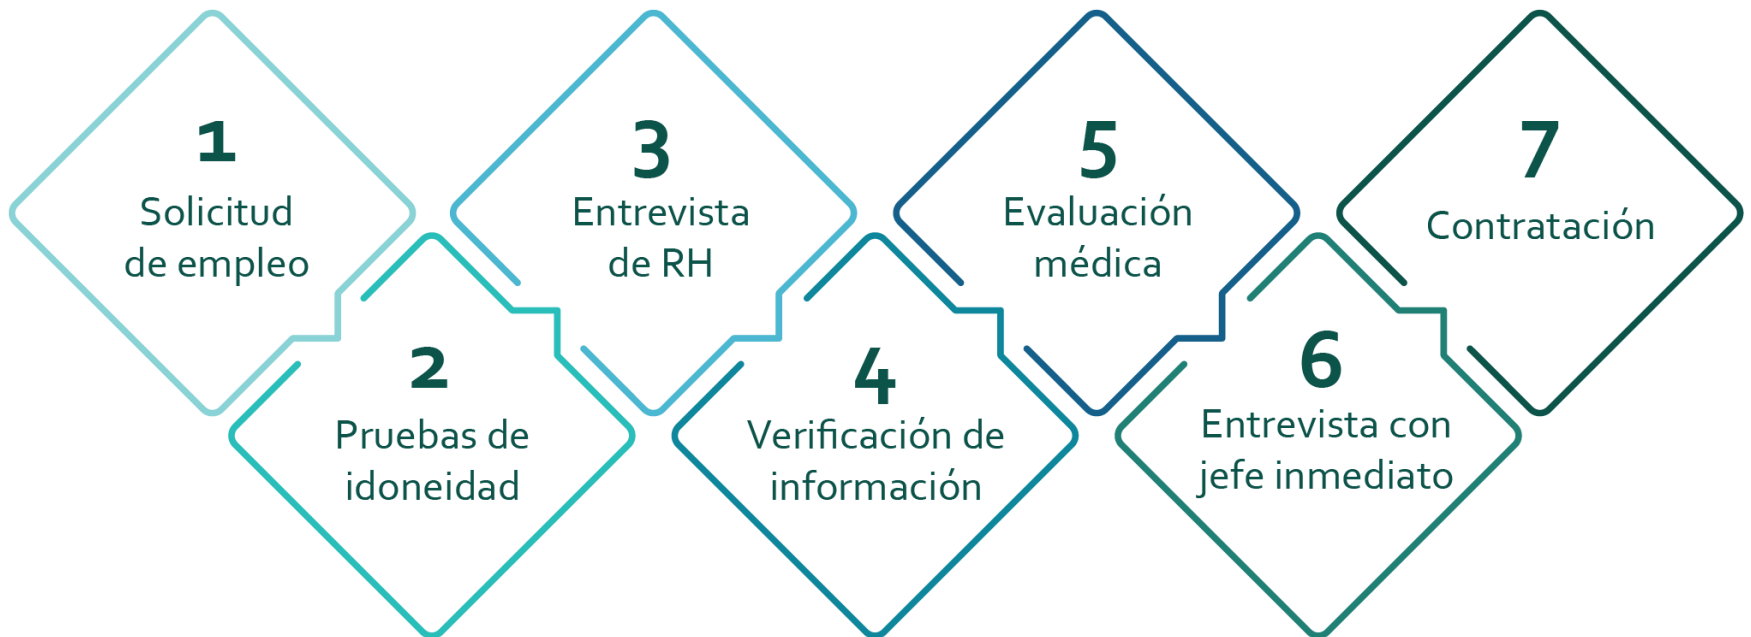 1
Solicitud
de empleo
2
Pruebas de
idoneidad
3
Entrevista
de RH
4
Verificación de
información
5
Evaluación
médica
6
Entrevista con
jefe inmediato
7
Contratación